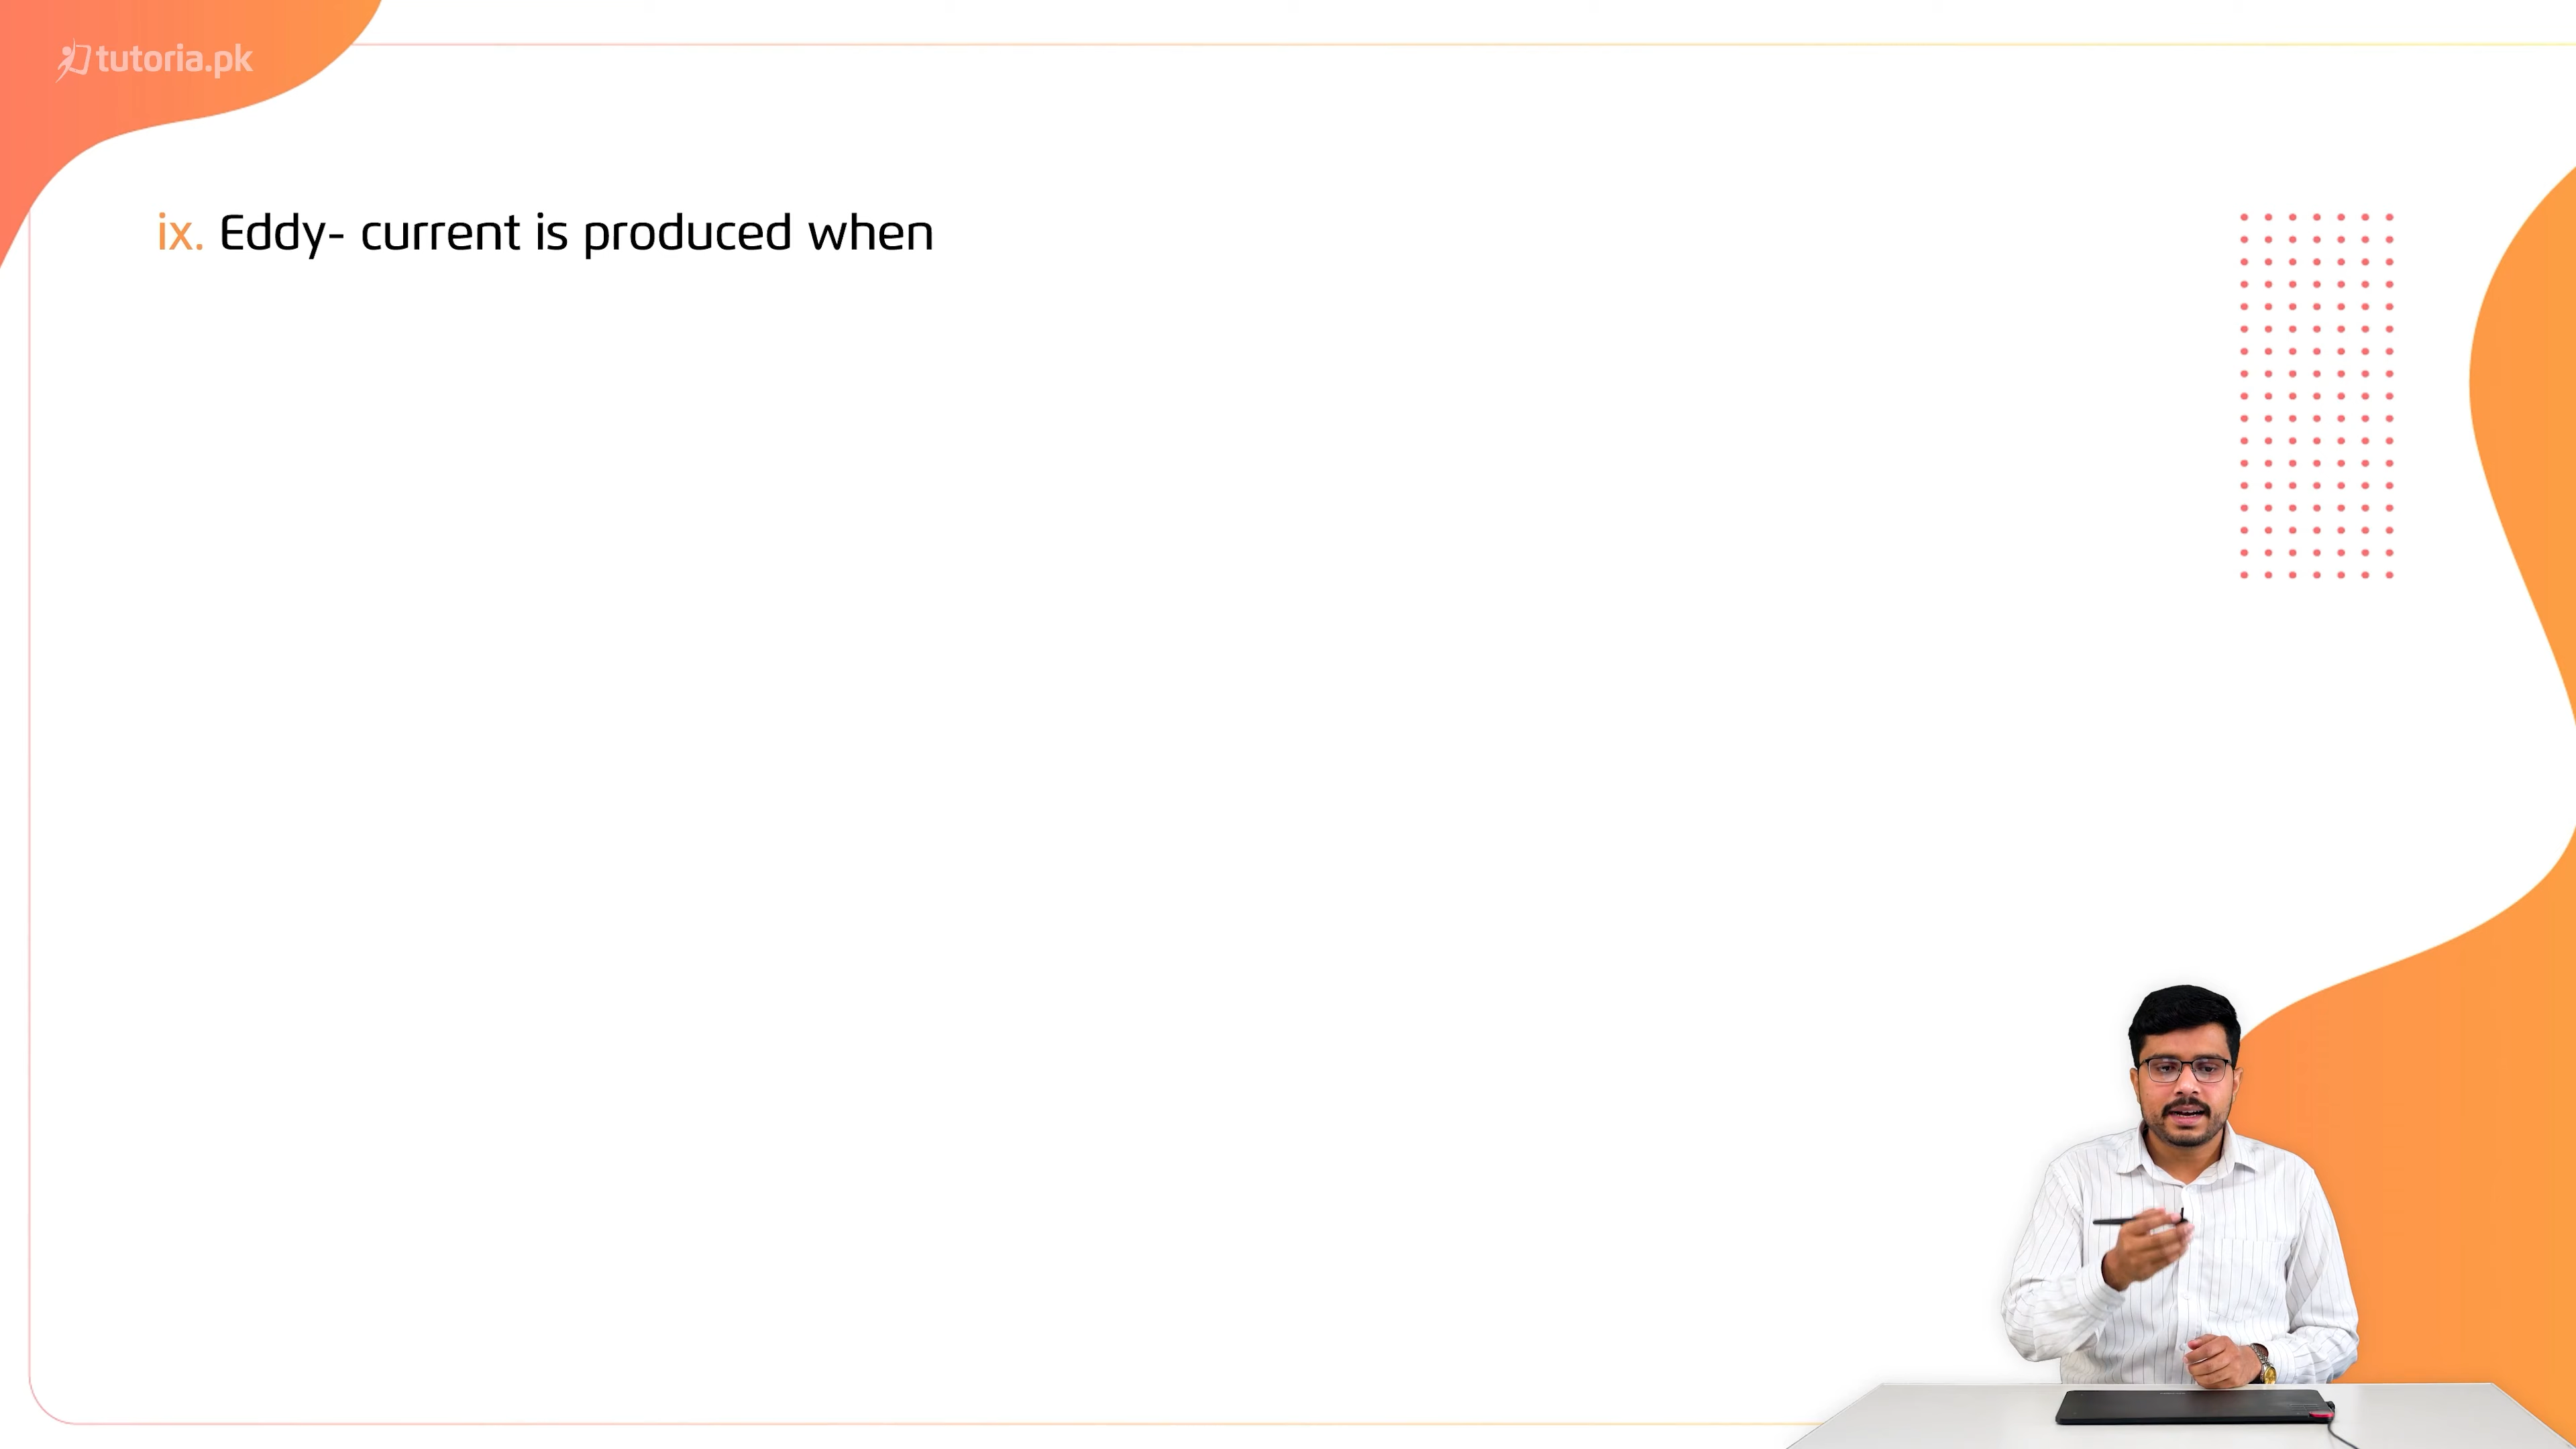 tutoria.pk
ix. Eddy- current is produced when